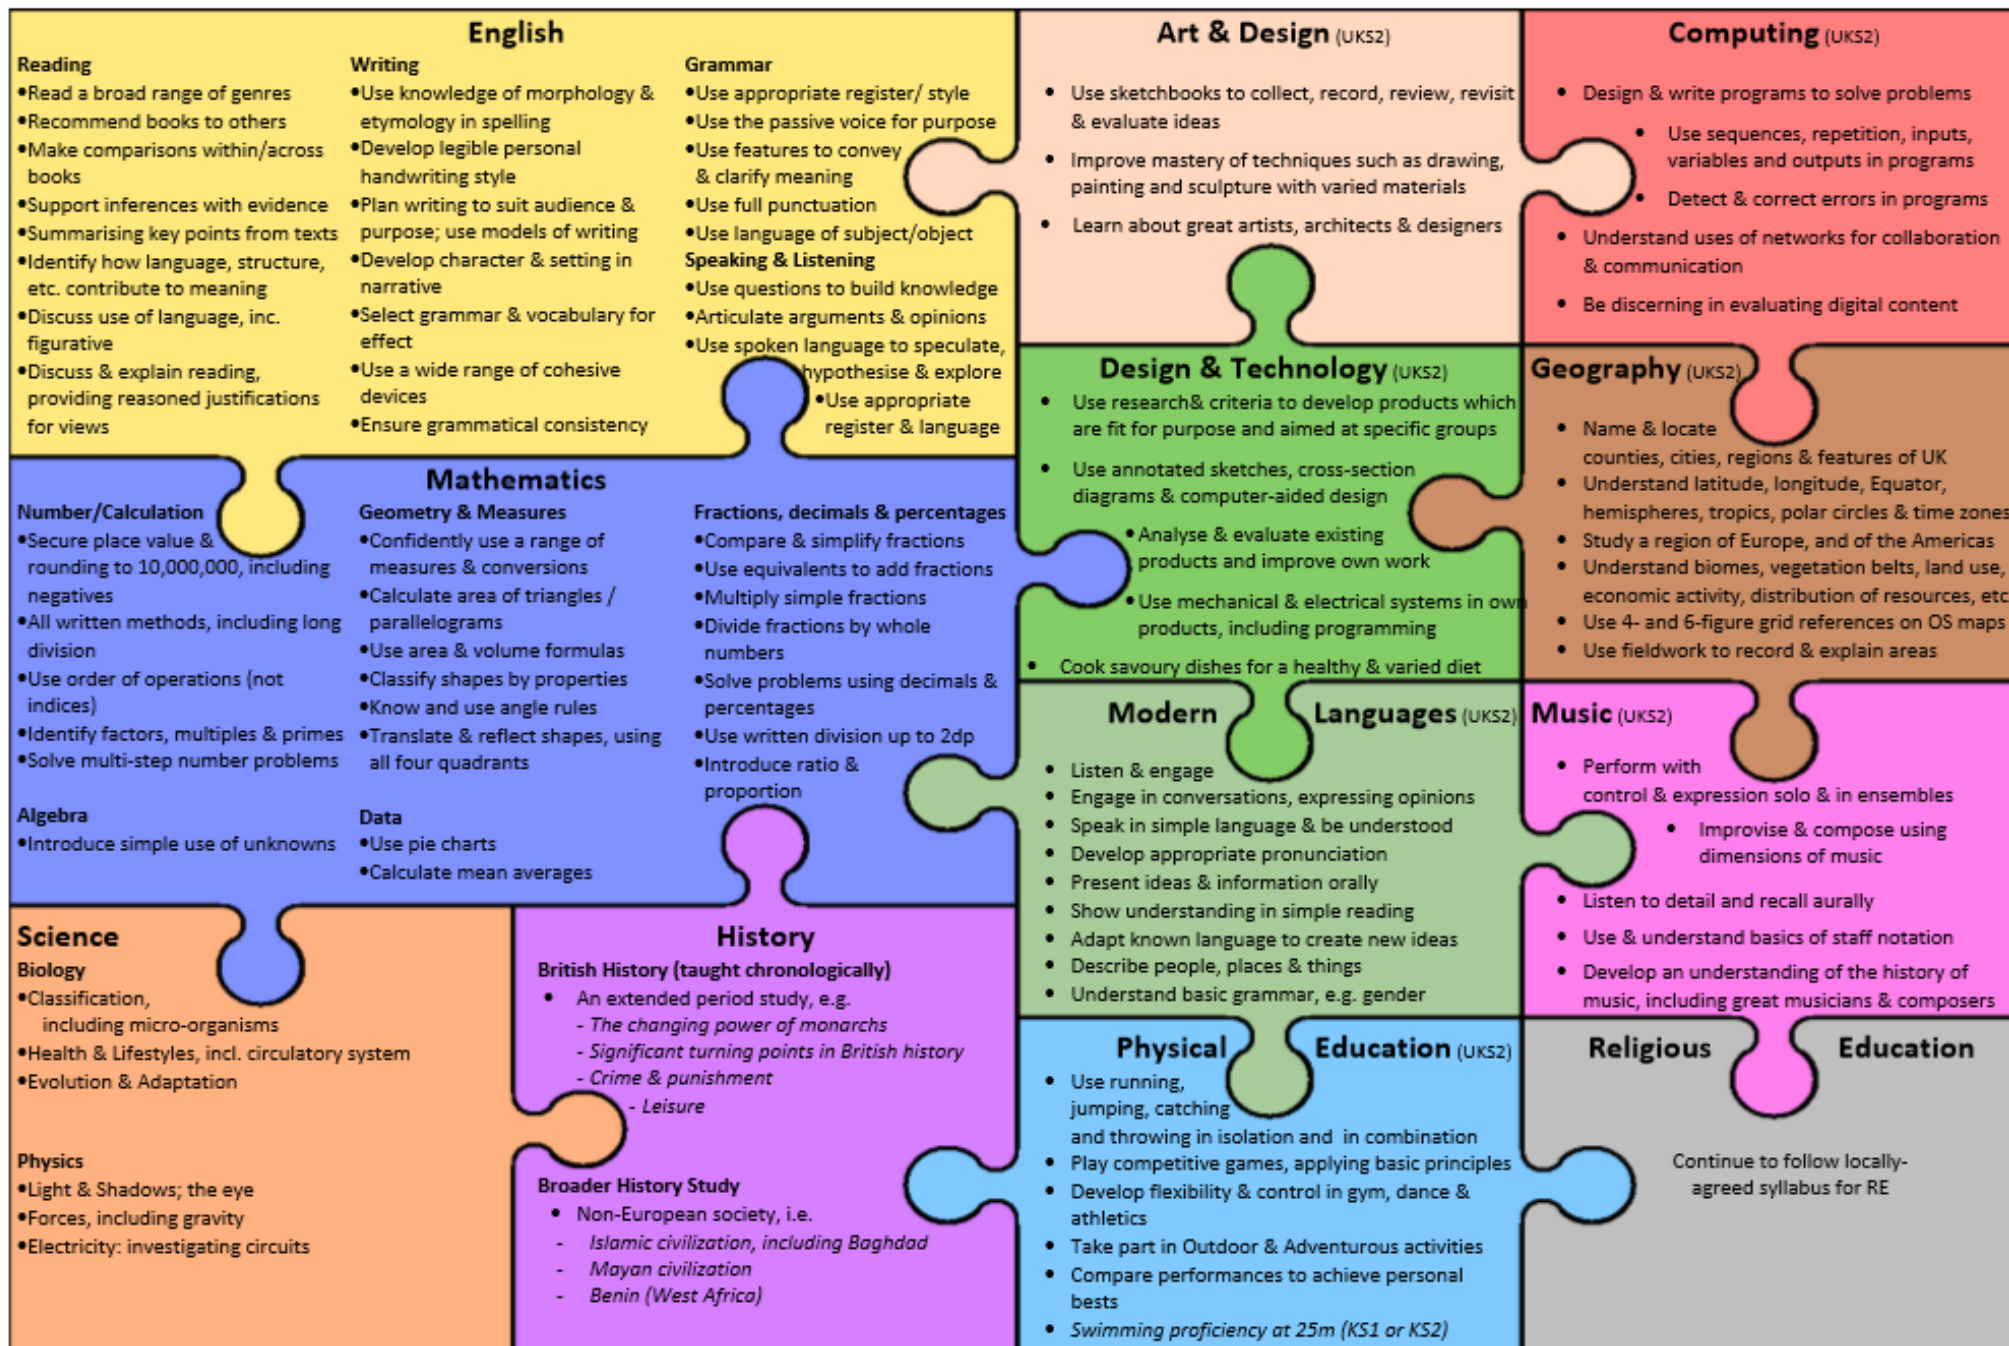 English
Reading
•Read a broad range of genres
•Recommend books to others
•Make comparisons within/across
books
•Support inferences with evidence
•Summarising key points from texts
•Identify how language, structure,
etc. contribute to meaning
•Discuss use of language, inc.
figurative
•Discuss & explain reading,
providing reasoned justifications
for views
Writing
•Use knowledge of morphology &
etymology in spelling
•Develop legible personal
handwriting style
•Plan writing to suit audience &
purpose; use models of writing
•Develop character & setting in
narrative
•Select grammar & vocabulary for
effect
•Use a wide range of cohesive
devices
•Ensure grammatical consistency
Grammar
•Use appropriate register/ style
•Use the passive voice for purpose
•Use features to convey
& clarify meaning
•Use full punctuation
•Use language of subject/object
Speaking & Listening
•Use questions to build knowledge
•Articulate arguments & opinions
•Use spoken language to speculate,
hypothesise & explore
•Use appropriate
register & language
Art & Design (UKS2)
• Use sketchbooks to collect, record, review, revisit
& evaluate ideas
• Improve mastery of techniques such as drawing,
painting and sculpture with varied materials
• Learn about great artists, architects & designers
Computing (UKS2)
• Design & write programs to solve problems
• Use sequences, repetition, inputs,
variables and outputs in programs
• Detect & correct errors in programs
• Understand uses of networks for collaboration
& communication
• Be discerning in evaluating digital content
Mathematics
Number/Calculation
•Secure place value &
rounding to 10,000,000, including
negatives
•All written methods, including long
division
•Use order of operations (not
indices)
•Identify factors, multiples & primes
•Solve multi-step number problems
Algebra
•Introduce simple use of unknowns
Geometry & Measures
•Confidently use a range of
measures & conversions
•Calculate area of triangles /
parallelograms
•Use area & volume formulas
•Classify shapes by properties
•Know and use angle rules
•Translate & reflect shapes, using
all four quadrants
Data
•Use pie charts
•Calculate mean averages
Fractions, decimals & percentages
•Compare & simplify fractions
•Use equivalents to add fractions
•Multiply simple fractions
•Divide fractions by whole
numbers
•Solve problems using decimals &
percentages
•Use written division up to 2dp
•Introduce ratio &
proportion
Design & Technology (UKS2)
• Use research& criteria to develop products which
are fit for purpose and aimed at specific groups
• Use annotated sketches, cross-section
diagrams & computer-aided design
•Analyse & evaluate existing
products and improve own work
•Use mechanical & electrical systems in own
products, including programming
• Cook savoury dishes for a healthy & varied diet
Geography (UKS2)
• Name & locate
counties, cities, regions & features of UK
• Understand latitude, longitude, Equator,
hemispheres, tropics, polar circles & time zones
• Study a region of Europe, and of the Americas
• Understand biomes, vegetation belts, land use,
economic activity, distribution of resources, etc
• Use 4- and 6-figure grid references on OS maps
• Use fieldwork to record & explain areas
Modern Languages (UKS2)
• Listen & engage
• Engage in conversations, expressing opinions
• Speak in simple language & be understood
• Develop appropriate pronunciation
• Present ideas & information orally
• Show understanding in simple reading
• Adapt known language to create new ideas
• Describe people, places & things
• Understand basic grammar, e.g. gender
Music (UKS2)
• Perform with
control & expression solo & in ensembles
• Improvise & compose using
dimensions of music
• Listen to detail and recall aurally
• Use & understand basics of staff notation
• Develop an understanding of the history of
music, including great musicians & composers
Science
Biology
•Classification,
including micro-organisms
•Health & Lifestyles, incl. circulatory system
•Evolution & Adaptation
Physics
•Light & Shadows; the eye
•Forces, including gravity
•Electricity: investigating circuits
History
British History (taught chronologically)
• An extended period study, e.g.
- The changing power of monarchs
- Significant turning points in British history
- Crime & punishment
- Leisure
Broader History Study
• Non-European society, i.e.
- Islamic civilization, including Baghdad
- Mayan civilization
- Benin (West Africa)
Physical Education (UKS2)
• Use running,
jumping, catching
and throwing in isolation and in combination
• Play competitive games, applying basic principles
• Develop flexibility & control in gym, dance &
athletics
• Take part in Outdoor & Adventurous activities
• Compare performances to achieve personal
bests
• Swimming proficiency at 25m (KS1 or KS2)
Religious Education
Continue to follow locally-
agreed syllabus for RE